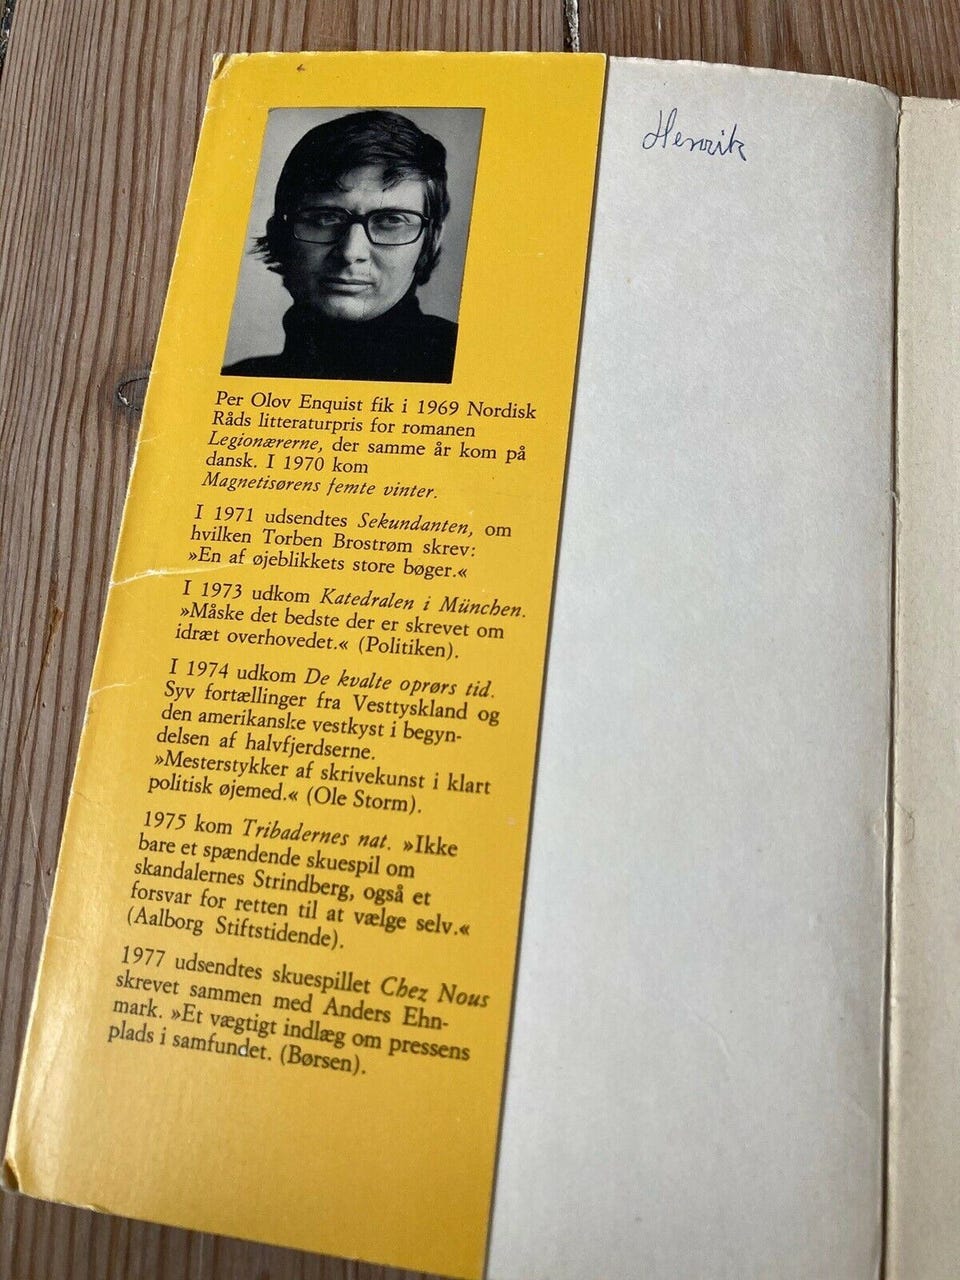 Henrik
Per Olov Enquist fik i 1969 Nordisk
Råds litteraturpris for romanen
Legionærerne, der samme år kom på
dansk. I 1970 kom
Magnetisørens femte vinter.
I 1971 udsendtes Sekundanten, om
hvilken Torben Brostrøm skrev:
»En af øjeblikkets store bøger.«
I 1973 udkom Katedralen i München.
»Måske det bedste der er skrevet om
idræt overhovedet.« (Politiken).
I 1974 udkom De kvalte oprørs tid.
Syv fortællinger fra Vesttyskland og
den amerikanske vestkyst i begyn-
delsen af halvfjerdserne.
»Mesterstykker af skrivekunst i klart
politisk øjemed.« (Ole Storm).
1975 kom Tribadernes nat. »Ikke
bare et spændende skuespil om
skandalernes Strindberg, også et
forsvar for retten til at vælge selv.«
(Aalborg Stiftstidende).
1977 udsendtes skuespillet Chez Nous
skrevet sammen med Anders Ehn-
mark. »Et vægtigt indlæg om pressens
plads i samfundet. (Børsen).